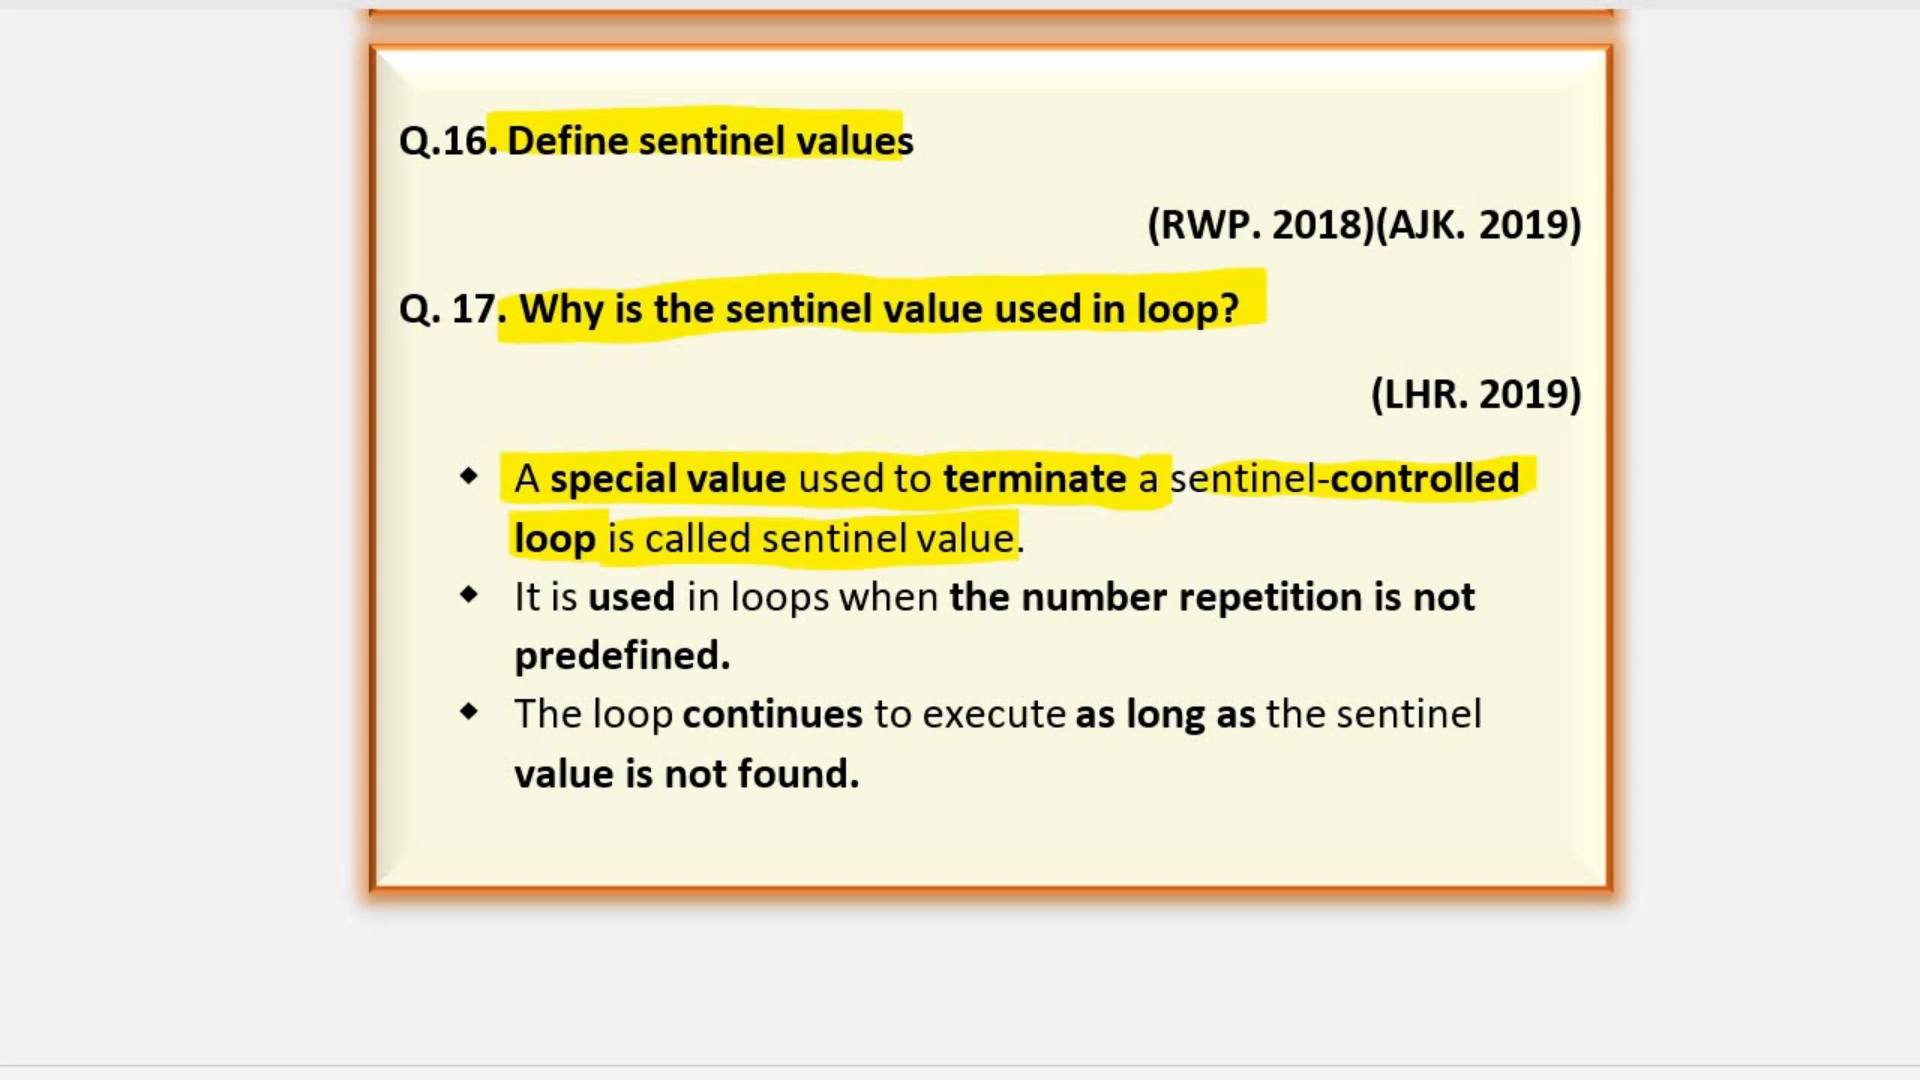 Q.16. Define sentinel values
(RWP. 2018)(AJK. 2019)
Q. 17. Why is the sentinel value used in loop?
(LHR. 2019)
◆ A special value used to terminate a sentinel-controlled
loop is called sentinel value.
◆ It is used in loops when the number repetition is not
predefined.
◆ The loop continues to execute as long as the sentinel
value is not found.